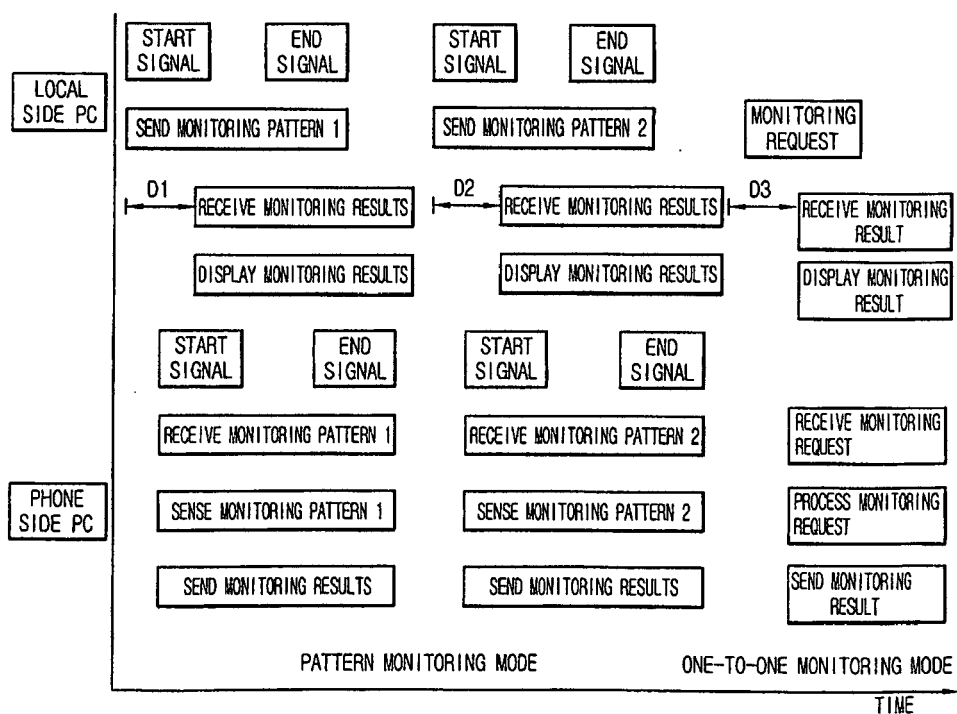 START
SIGNAL
END
SIGNAL
START
SIGNAL
END
SIGNAL
LOCAL
SIDE PC
SEND MONITORING PATTERN 1
SEND MONITORING PATTERN 2
MONITORING
REQUEST
D1
RECEIVE MONITORING RESULTS
D2
RECEIVE MONITORING RESULTS
D3
RECEIVE MONITORING
RESULT
DISPLAY MONITORING RESULTS
DISPLAY MONITORING RESULTS
DISPLAY MONITORING
RESULT
START
SIGNAL
END
SIGNAL
START
SIGNAL
END
SIGNAL
RECEIVE MONITORING PATTERN 1
RECEIVE MONITORING PATTERN 2
RECEIVE MONITORING
REQUEST
PHONE
SIDE PC
SENSE MONITORING PATTERN 1
SENSE MONITORING PATTERN 2
PROCESS MONITORING
REQUEST
SEND MONITORING RESULTS
SEND MONITORING RESULTS
SEND MONITORING
RESULT
PATTERN MONITORING MODE
ONE-TO-ONE MONITORING MODE
TIME